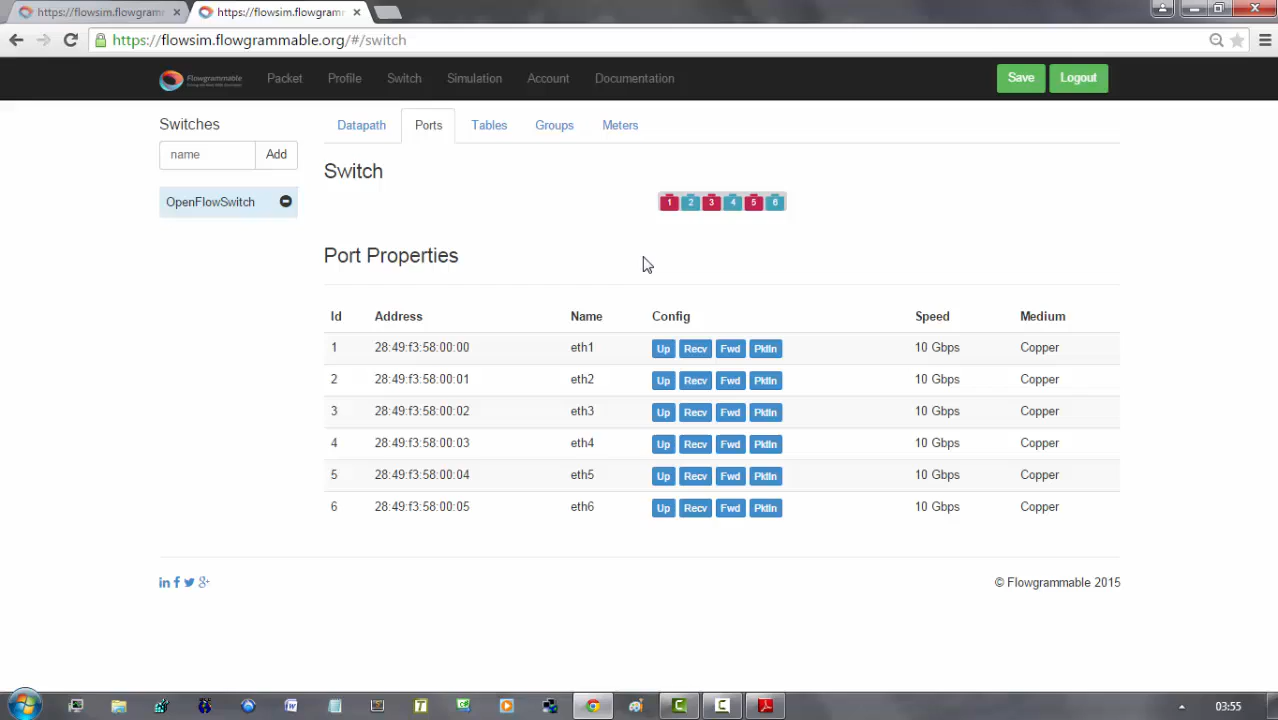 https://flowsim.flowgramm
https://flowsim.flowgramm
https://flowsim.flowgrammable.org/#/switch
Flowgrammable
Packet
Profile
Switch
Simulation
Account
Documentation
Save
Logout
Switches
name
Add
OpenFlowSwitch
Datapath
Ports
Tables
Groups
Meters
Switch
1 2 3 4 5 6
Port Properties
Id Address Name Config Speed Medium
1 28:49:f3:58:00:00 eth1 Up Recv Fwd PktIn 10 Gbps Copper
2 28:49:f3:58:00:01 eth2 Up Recv Fwd PktIn 10 Gbps Copper
3 28:49:f3:58:00:02 eth3 Up Recv Fwd PktIn 10 Gbps Copper
4 28:49:f3:58:00:03 eth4 Up Recv Fwd PktIn 10 Gbps Copper
5 28:49:f3:58:00:04 eth5 Up Recv Fwd PktIn 10 Gbps Copper
6 28:49:f3:58:00:05 eth6 Up Recv Fwd PktIn 10 Gbps Copper
© Flowgrammable 2015
03:55